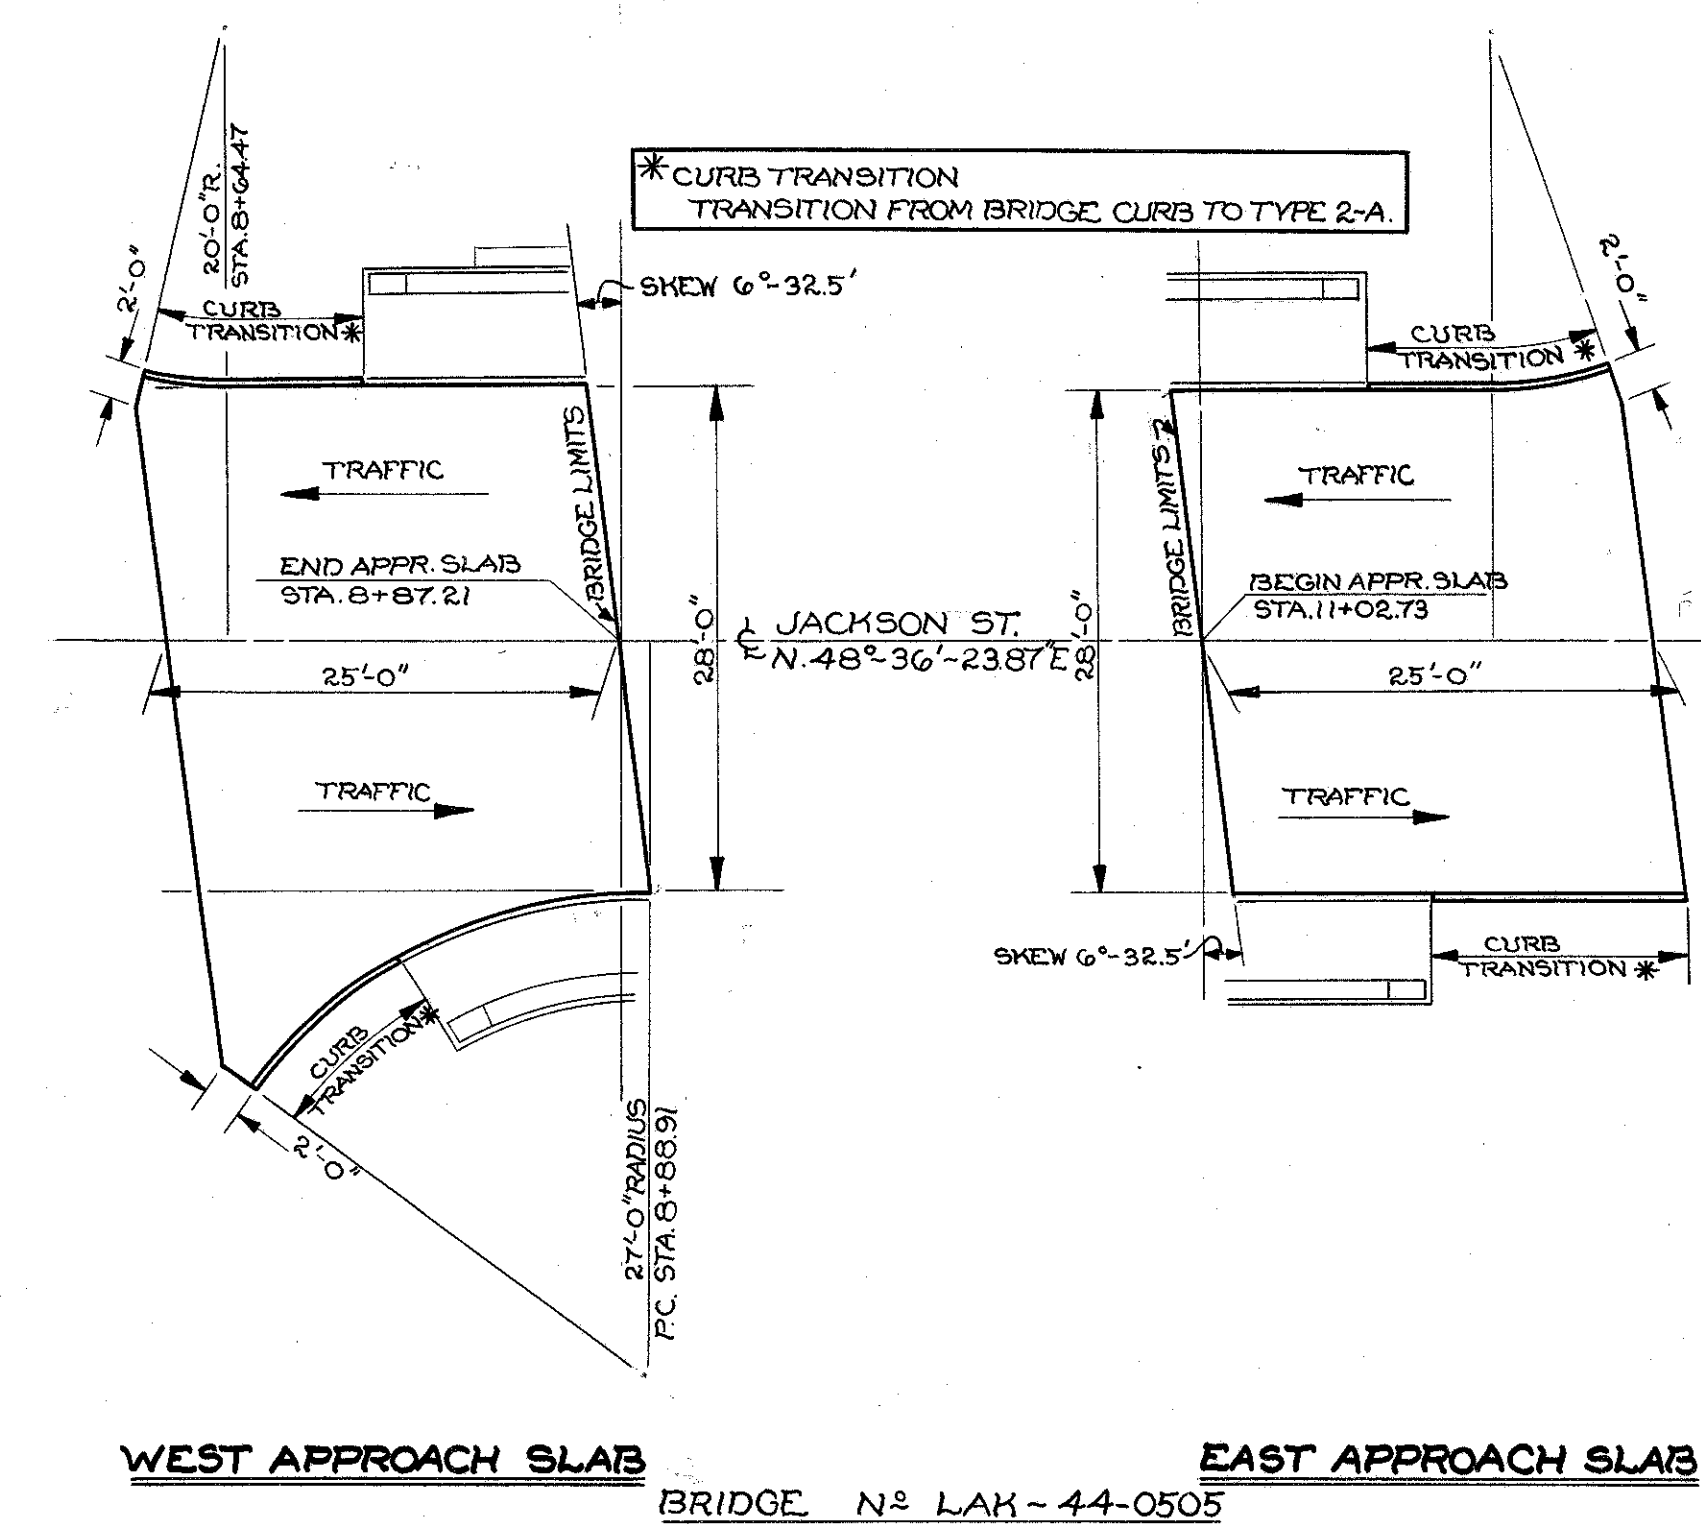 20'-0"R.
STA. 8+64.47
2'-0"
CURB
TRANSITION*
* CURB TRANSITION
TRANSITION FROM BRIDGE CURB TO TYPE 2-A.
SKEW 6°-32.5'
2'-0"
CURB
TRANSITION *
TRAFFIC
BRIDGE LIMITS
END APPR. SLAB
STA. 8+87.21
25'-0"
28'-0"
℄ JACKSON ST.
N. 48°-36'-23.87"E
28'-0"
BRIDGE LIMITS
TRAFFIC
BEGIN APPR. SLAB
STA. 11+02.73
25'-0"
TRAFFIC
TRAFFIC
SKEW 6°-32.5'
CURB
TRANSITION *
CURB
TRANSITION*
2'-0"
27'-0" RADIUS
P.C. STA. 8+88.91
WEST APPROACH SLAB
EAST APPROACH SLAB
BRIDGE Nº LAK ~ 44-0505